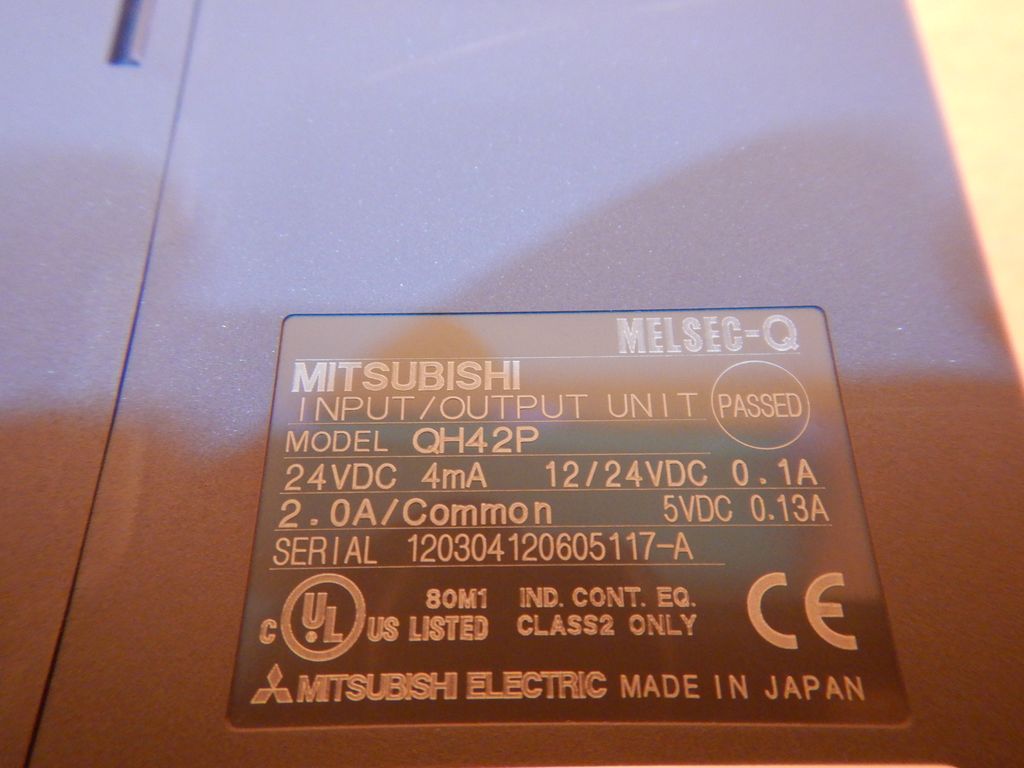 MELSEC-Q
MITSUBISHI
INPUT/OUTPUT UNIT PASSED
MODEL QH42P
24VDC 4mA 12/24VDC 0.1A
2.0A/Common 5VDC 0.13A
SERIAL 120304120605117-A
C UL US LISTED 80M1 IND. CONT. EQ. CLASS2 ONLY CE
MITSUBISHI ELECTRIC MADE IN JAPAN